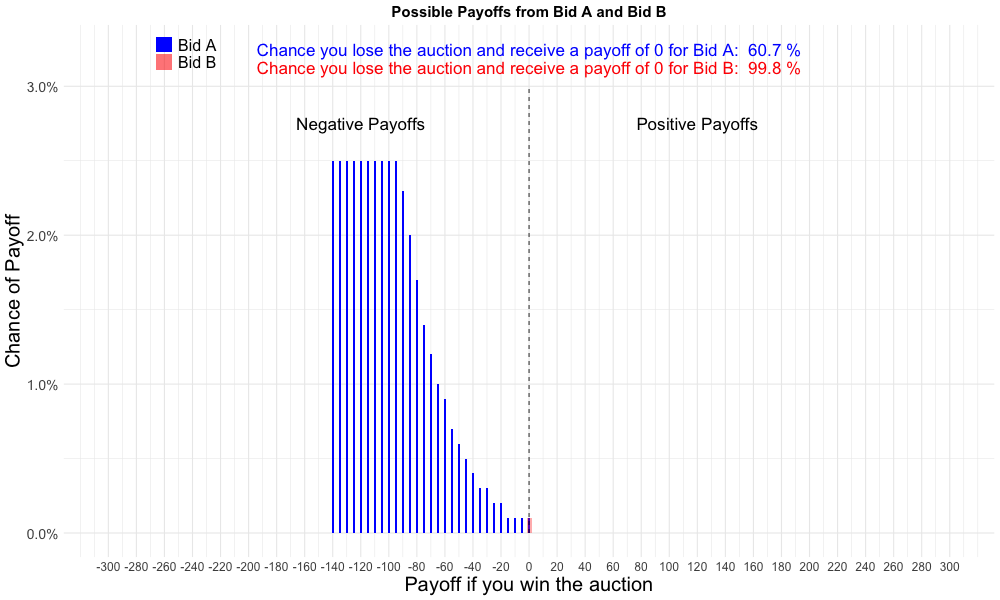 Possible Payoffs from Bid A and Bid B
Bid A
Bid B
Chance you lose the auction and receive a payoff of 0 for Bid A:  60.7 %
Chance you lose the auction and receive a payoff of 0 for Bid B:  99.8 %
Negative Payoffs
Positive Payoffs
Chance of Payoff
3.0%
2.0%
1.0%
0.0%
-300 -280 -260 -240 -220 -200 -180 -160 -140 -120 -100 -80 -60 -40 -20 0 20 40 60 80 100 120 140 160 180 200 220 240 260 280 300
Payoff if you win the auction